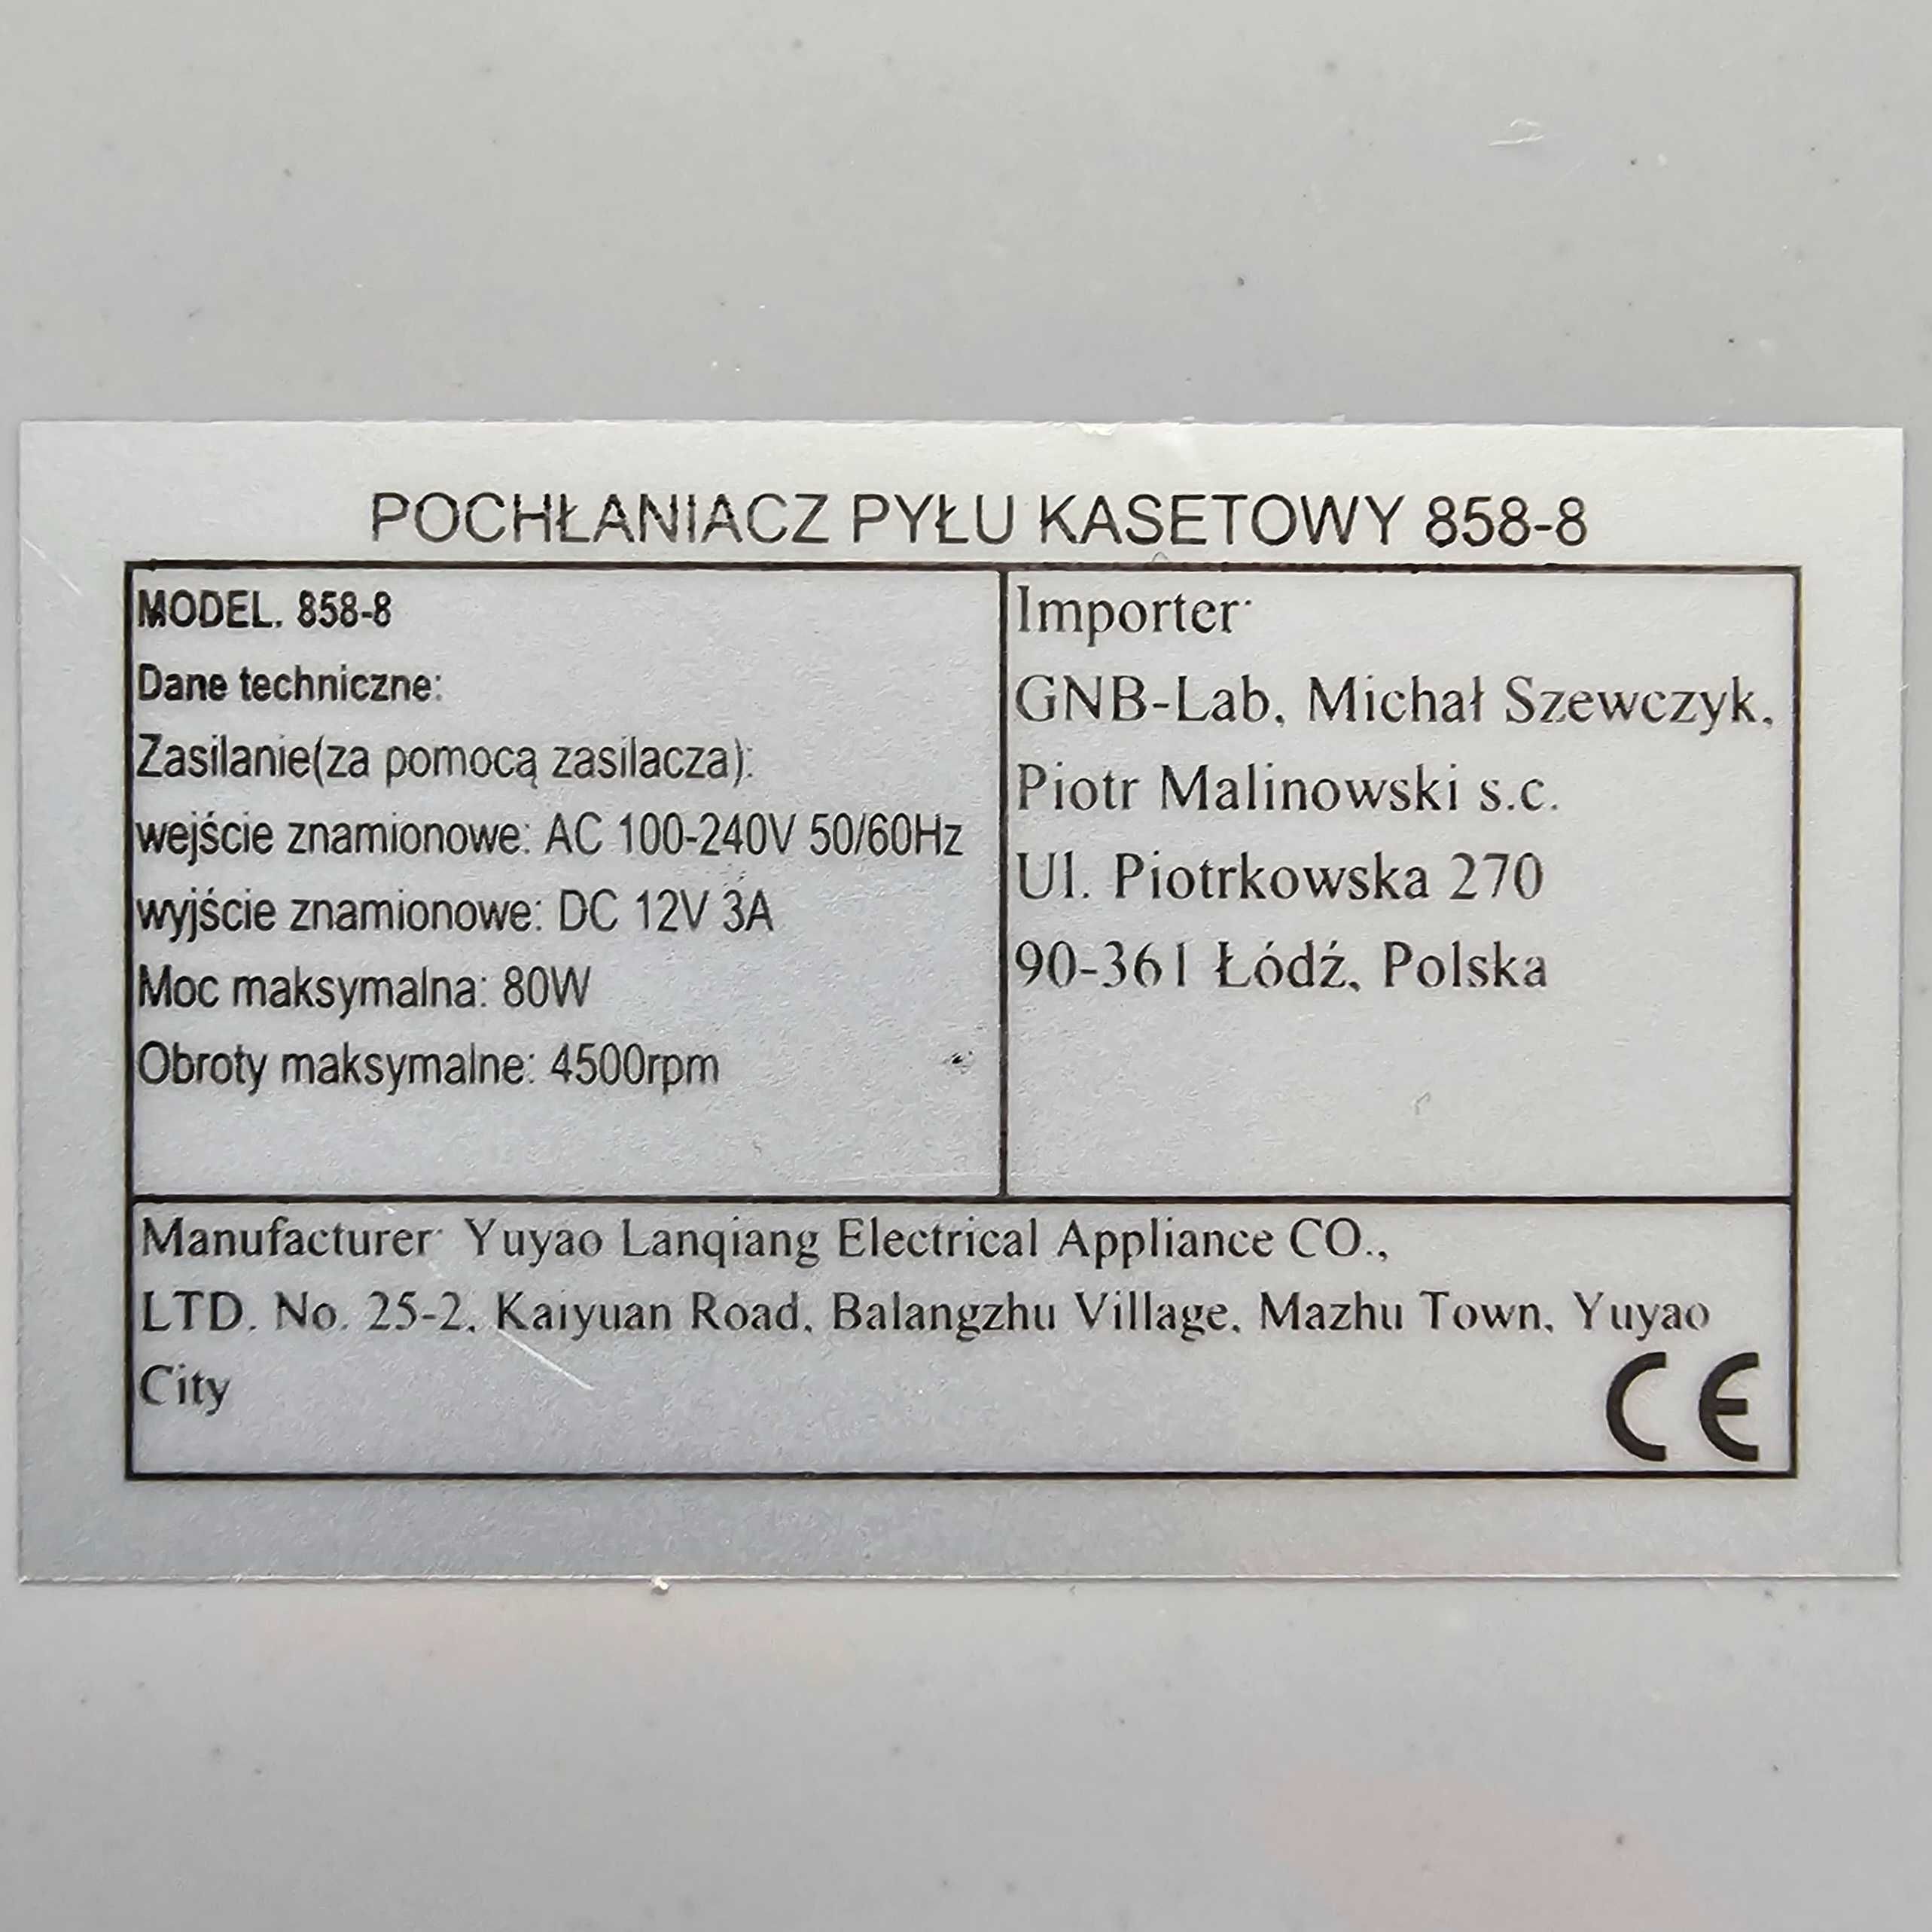 POCHŁANIACZ PYŁU KASETOWY 858-8
MODEL. 858-8
Dane techniczne:
Zasilanie(za pomocą zasilacza):
wejście znamionowe: AC 100-240V 50/60Hz
wyjście znamionowe: DC 12V 3A
Moc maksymalna: 80W
Obroty maksymalne: 4500rpm
Importer:
GNB-Lab, Michał Szewczyk,
Piotr Malinowski s.c.
Ul. Piotrkowska 270
90-361 Łódź, Polska
Manufacturer: Yuyao Lanqiang Electrical Appliance CO.,
LTD. No. 25-2, Kaiyuan Road, Balangzhu Village, Mazhu Town, Yuyao
City
CE